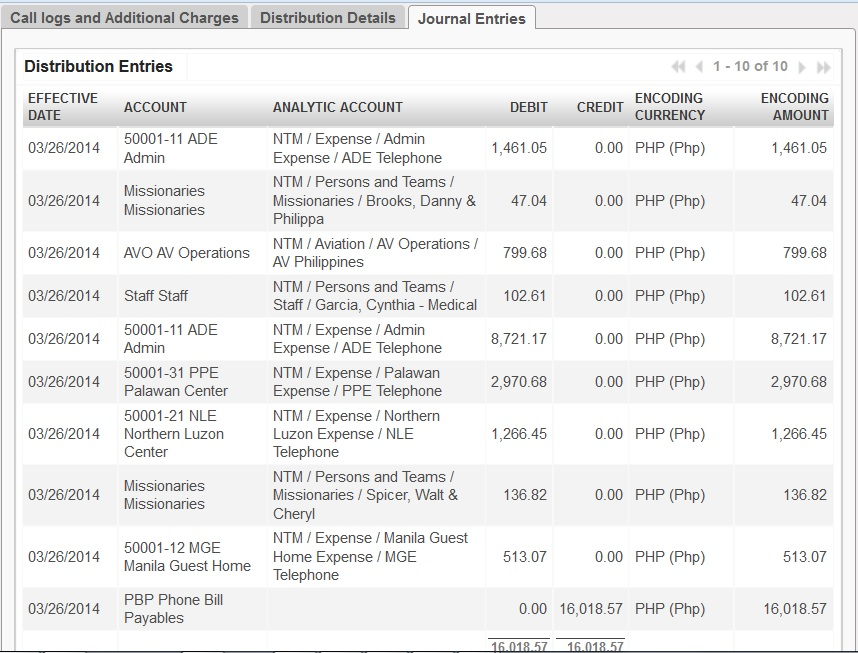 Call logs and Additional Charges Distribution Details Journal Entries
Distribution Entries 1 - 10 of 10
EFFECTIVE DATE ACCOUNT ANALYTIC ACCOUNT DEBIT CREDIT ENCODING CURRENCY ENCODING AMOUNT
03/26/2014 50001-11 ADE Admin NTM / Expense / Admin Expense / ADE Telephone 1,461.05 0.00 PHP (Php) 1,461.05
03/26/2014 Missionaries Missionaries NTM / Persons and Teams / Missionaries / Brooks, Danny & Philippa 47.04 0.00 PHP (Php) 47.04
03/26/2014 AVO AV Operations NTM / Aviation / AV Operations / AV Philippines 799.68 0.00 PHP (Php) 799.68
03/26/2014 Staff Staff NTM / Persons and Teams / Staff / Garcia, Cynthia - Medical 102.61 0.00 PHP (Php) 102.61
03/26/2014 50001-11 ADE Admin NTM / Expense / Admin Expense / ADE Telephone 8,721.17 0.00 PHP (Php) 8,721.17
03/26/2014 50001-31 PPE Palawan Center NTM / Expense / Palawan Expense / PPE Telephone 2,970.68 0.00 PHP (Php) 2,970.68
03/26/2014 50001-21 NLE Northern Luzon Center NTM / Expense / Northern Luzon Expense / NLE Telephone 1,266.45 0.00 PHP (Php) 1,266.45
03/26/2014 Missionaries Missionaries NTM / Persons and Teams / Missionaries / Spicer, Walt & Cheryl 136.82 0.00 PHP (Php) 136.82
03/26/2014 50001-12 MGE Manila Guest Home NTM / Expense / Manila Guest Home Expense / MGE Telephone 513.07 0.00 PHP (Php) 513.07
03/26/2014 PBP Phone Bill Payables 0.00 16,018.57 PHP (Php) 16,018.57
16,018.57 16,018.57